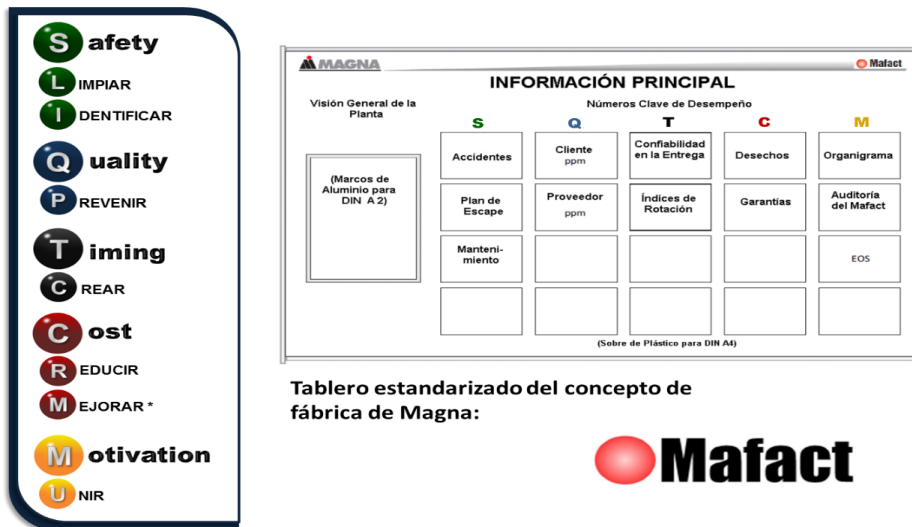 Safety
LIMPIAR
IDENTIFICAR
Quality
PREVENIR
Timing
CREAR
Cost
REDUCIR
MEJORAR *
Motivation
UNIR
MAGNA
Mafact
INFORMACIÓN PRINCIPAL
Visión General de la
Planta
Números Clave de Desempeño
S Q T C M
(Marcos de
Aluminio para
DIN A 2)
Accidentes
Cliente
ppm
Confiabilidad
en la Entrega
Desechos
Organigrama
Plan de
Escape
Proveedor
ppm
Índices de
Rotación
Garantías
Auditoría
del Mafact
Manteni-
miento
EOS
(Sobre de Plástico para DIN A4)
Tablero estandarizado del concepto de
fábrica de Magna:
Mafact